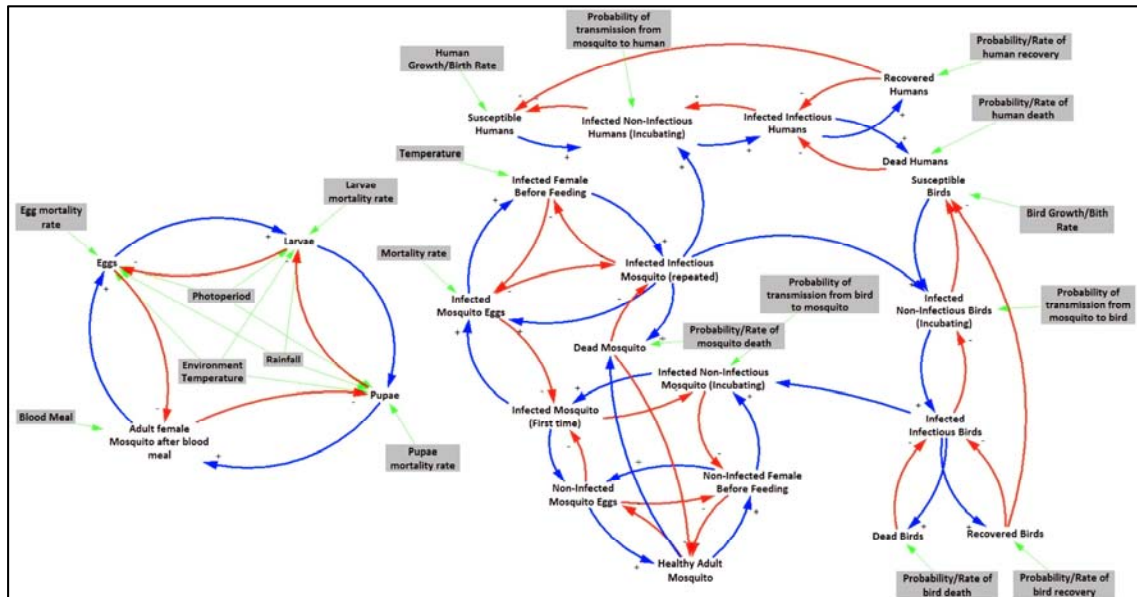 Probability of
transmission from
mosquito to human
Human
Growth/Birth Rate
Probability/Rate of
human recovery
Recovered
Humans
Susceptible
Humans
Infected Non-Infectious
Humans (Incubating)
Infected Infectious
Humans
Probability/Rate of
human death
Dead Humans
Temperature
Infected Female
Before Feeding
Susceptible
Birds
Larvae
mortality rate
Egg mortality
rate
Bird Growth/Bith
Rate
Larvae
Eggs
Mortality rate
Infected Infectious
Mosquito (repeated)
Photoperiod
Infected
Mosquito Eggs
Probability of
transmission from bird
to mosquito
Infected
Non-Infectious Birds
(Incubating)
Probability of
transmission from
mosquito to bird
Dead Mosquito
Probability/Rate of
mosquito death
Environment
Temperature
Rainfall
Infected Non-Infectious
Mosquito (Incubating)
Pupae
Blood Meal
Adult female
Mosquito after blood
meal
Infected Mosquito
(First time)
Infected
Infectious Birds
Pupae
mortality rate
Non-Infected
Mosquito Eggs
Non-Infected Female
Before Feeding
Dead Birds
Recovered Birds
Healthy Adult
Mosquito
Probability/Rate of
bird death
Probability/Rate of
bird recovery